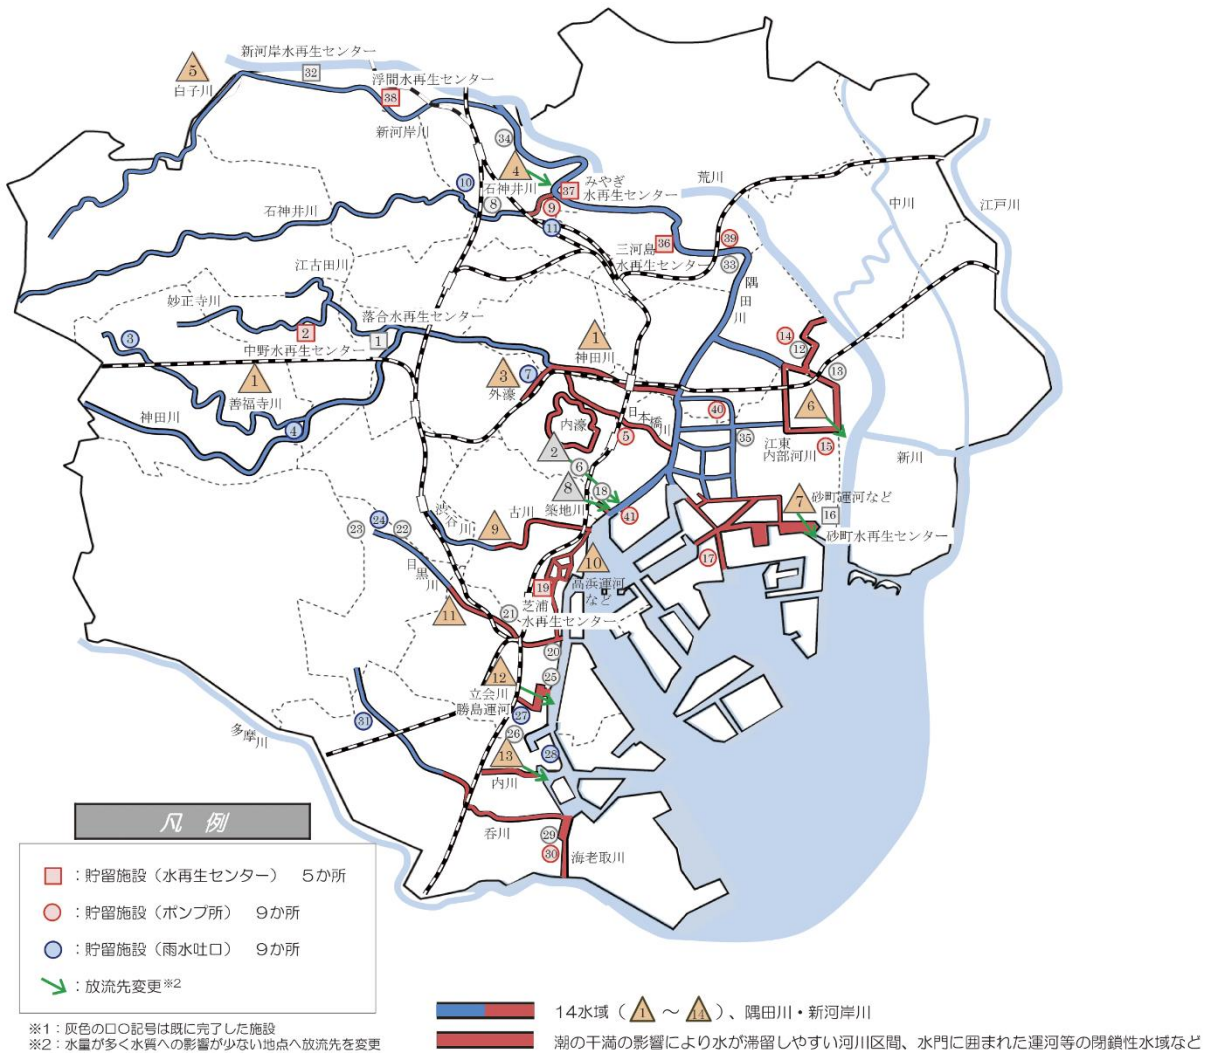 新河岸水再生センター
32
5
白子川
浮間水再生センター
38
新河岸川
34
4
石神井川
37
みやぎ
水再生センター
荒川
中川
江戸川
10
8
9
11
石神井川
36
39
三河島
水再生センター
33
隅
田
川
江古田川
妙正寺川
落合水再生センター
3
2
1
中野水再生センター
1
神田川
14
12
13
1
善福寺川
3
外濠
7
6
神田川
4
内濠
日
本
橋
川
5
40
35
江東
内部河川
15
新川
2
6
8
18
築地川
41
7
砂町運河など
16
砂町水再生センター
17
23
24
22
目
黒
川
渋
谷
川
9
古川
10
高浜運河
など
19
芝浦
水再生センター
11
21
20
12
立会川
勝島運河
25
27
26
28
13
内川
31
多
摩
川
呑川
29
30
海老取川
凡 例
：貯留施設（水再生センター） 5か所
：貯留施設（ポンプ所） 9か所
：貯留施設（雨水吐口） 9か所
：放流先変更※2
※1：灰色の□○記号は既に完了した施設
※2：水量が多く水質への影響が少ない地点へ放流先を変更
14水域（ 1 ～ 14 ）、隅田川・新河岸川
潮の干満の影響により水が滞留しやすい河川区間、水門に囲まれた運河等の閉鎖性水域など